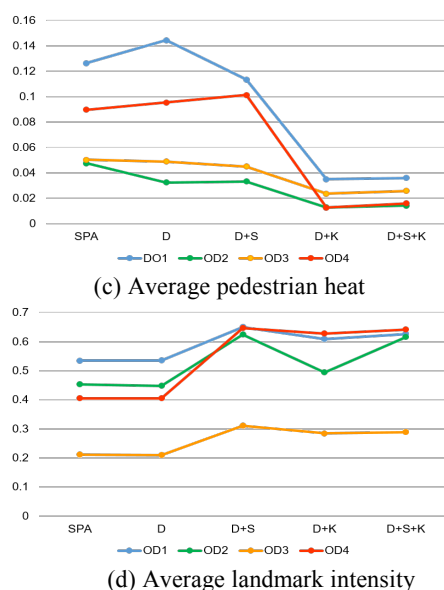 0.16
0.14
0.12
0.1
0.08
0.06
0.04
0.02
0
SPA D D+S D+K D+S+K
DO1 OD2 OD3 OD4
(c) Average pedestrian heat
0.7
0.6
0.5
0.4
0.3
0.2
0.1
0
SPA D D+S D+K D+S+K
OD1 OD2 OD3 OD4
(d) Average landmark intensity